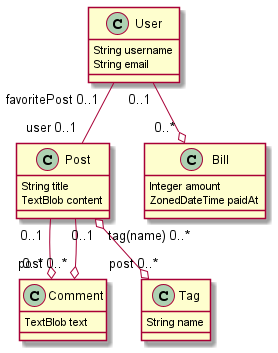 C User
String username
String email
favoritePost 0..1
0..1
user 0..1
0..*
C Post
String title
TextBlob content
C Bill
Integer amount
ZonedDateTime paidAt
0..1
0..1
tag(name) 0..*
post 0..*
post 0..*
C Comment
TextBlob text
C Tag
String name